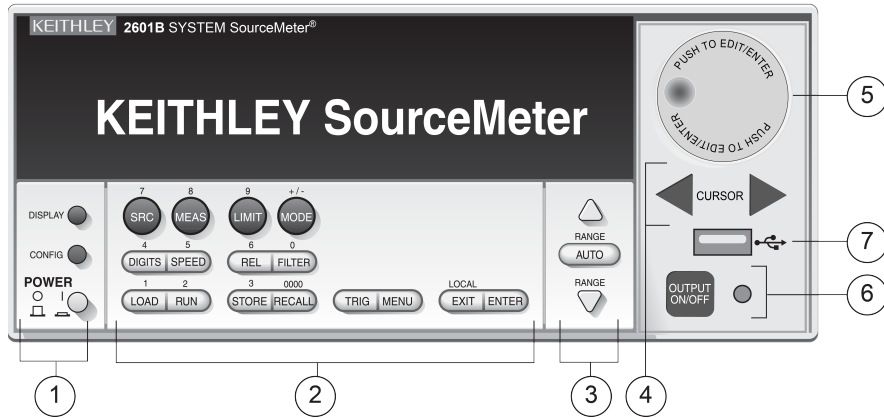 KEITHLEY 2601B SYSTEM SourceMeter®
KEITHLEY SourceMeter
PUSH TO EDIT/ENTER
PUSH TO EDIT/ENTER
5
CURSOR
7
OUTPUT
ON/OFF
6
DISPLAY
CONFIG
POWER
7 8 9 +/-
SRC MEAS LIMIT MODE
4 5 6 0
DIGITS SPEED REL FILTER
1 2 3 0000 LOCAL
LOAD RUN STORE RECALL TRIG MENU EXIT ENTER
RANGE
AUTO
RANGE
1 2 3 4